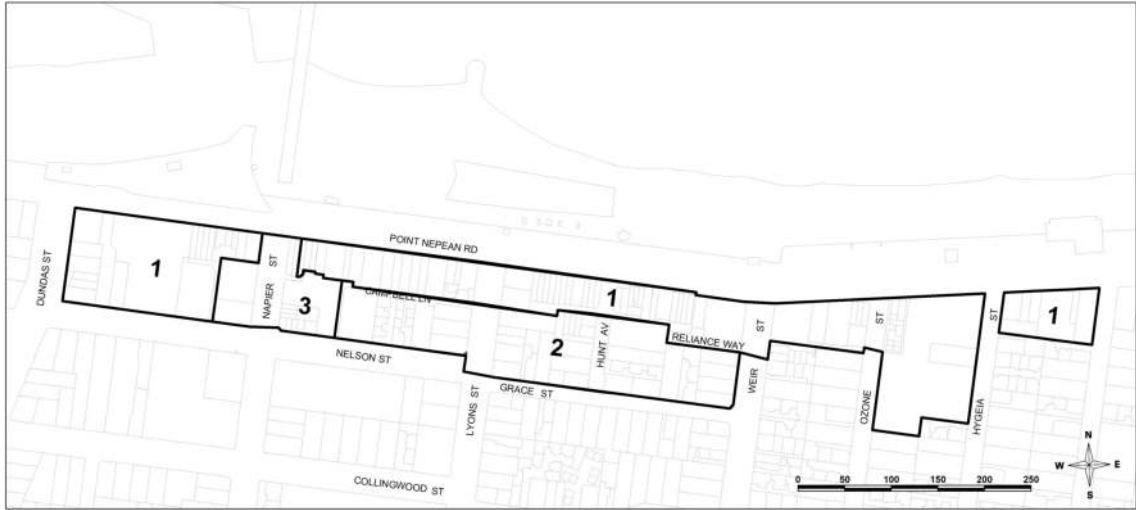 POINT NEPEAN RD
DUNDAS ST
1
NAPIER ST
3
CAMPBELL LN
1
2
HUNT AV
RELIANCE WAY
WEIR ST
OZONE ST
HYGEIA ST
1
NELSON ST
LYONS ST
GRACE ST
COLLINGWOOD ST
N
W E
S
0 50 100 150 200 250